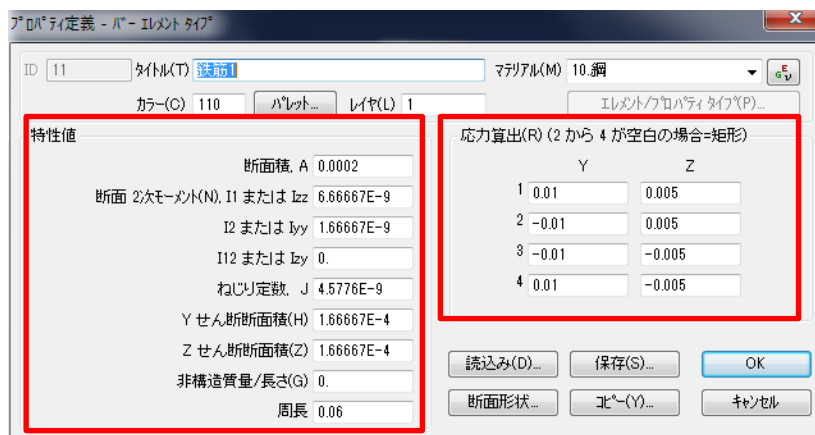 プロパティ定義 - バー エレメント タイプ
ID 11 タイトル(T) 鉄筋1 マテリアル(M) 10.鋼
カラー(C) 110 パレット... レイヤ(L) 1 エレメント/プロパティ タイプ(P)...
特性値
断面積, A 0.0002
断面 2次モーメント(N), I1 または Izz 6.66667E-9
I2 または Iyy 1.66667E-9
I12 または Izy 0.
ねじり定数, J 4.5776E-9
Y せん断断面積(H) 1.66667E-4
Z せん断断面積(Z) 1.66667E-4
非構造質量/長さ(G) 0.
周長 0.06
応力算出(R) (2 から 4 が空白の場合=矩形)
Y Z
1 0.01 0.005
2 -0.01 0.005
3 -0.01 -0.005
4 0.01 -0.005
読込み(D)... 保存(S)... OK
断面形状... コピー(Y)... キャンセル